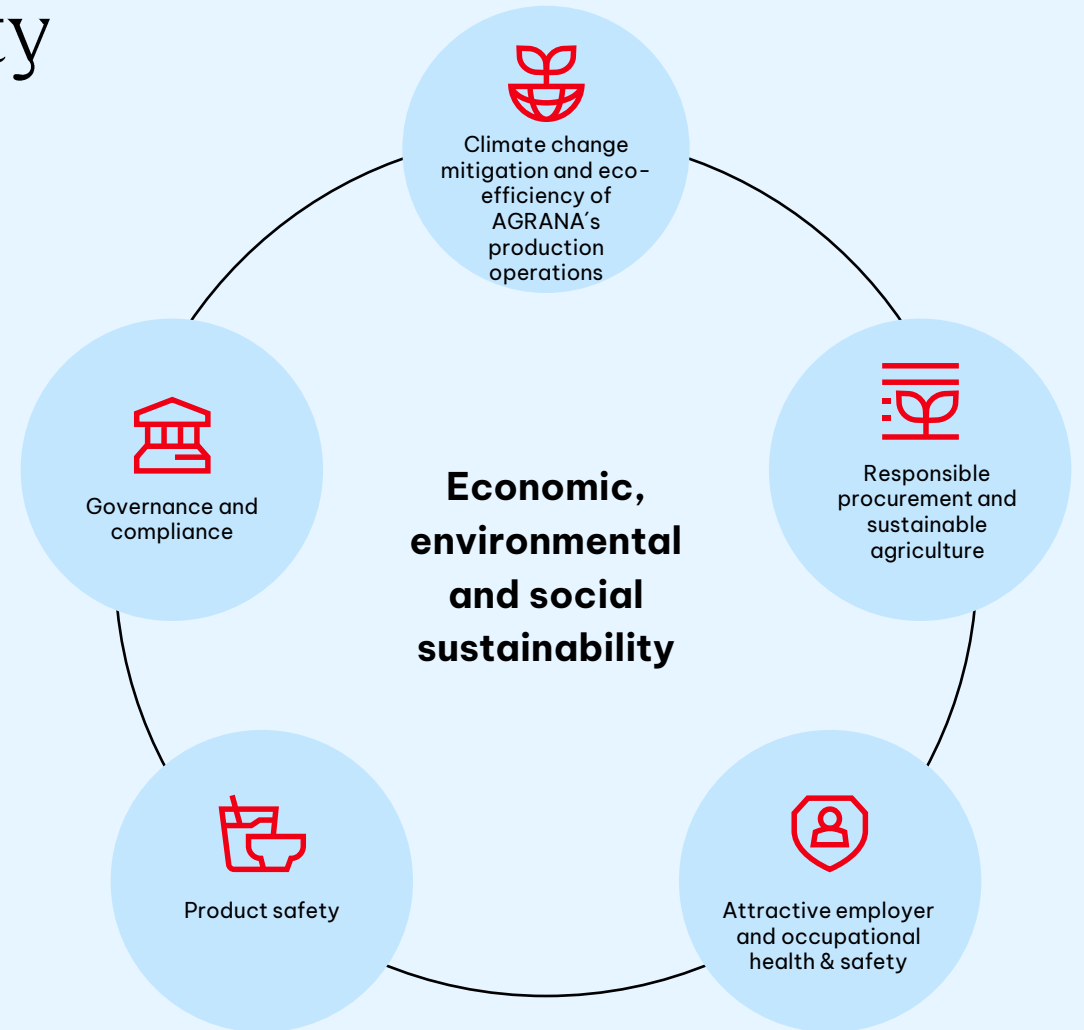 ty
Climate change
mitigation and eco-
efficiency of
AGRANA´s
production
operations
Governance and
compliance
Responsible
procurement and
sustainable
agriculture
Economic,
environmental
and social
sustainability
Product safety
Attractive employer
and occupational
health & safety